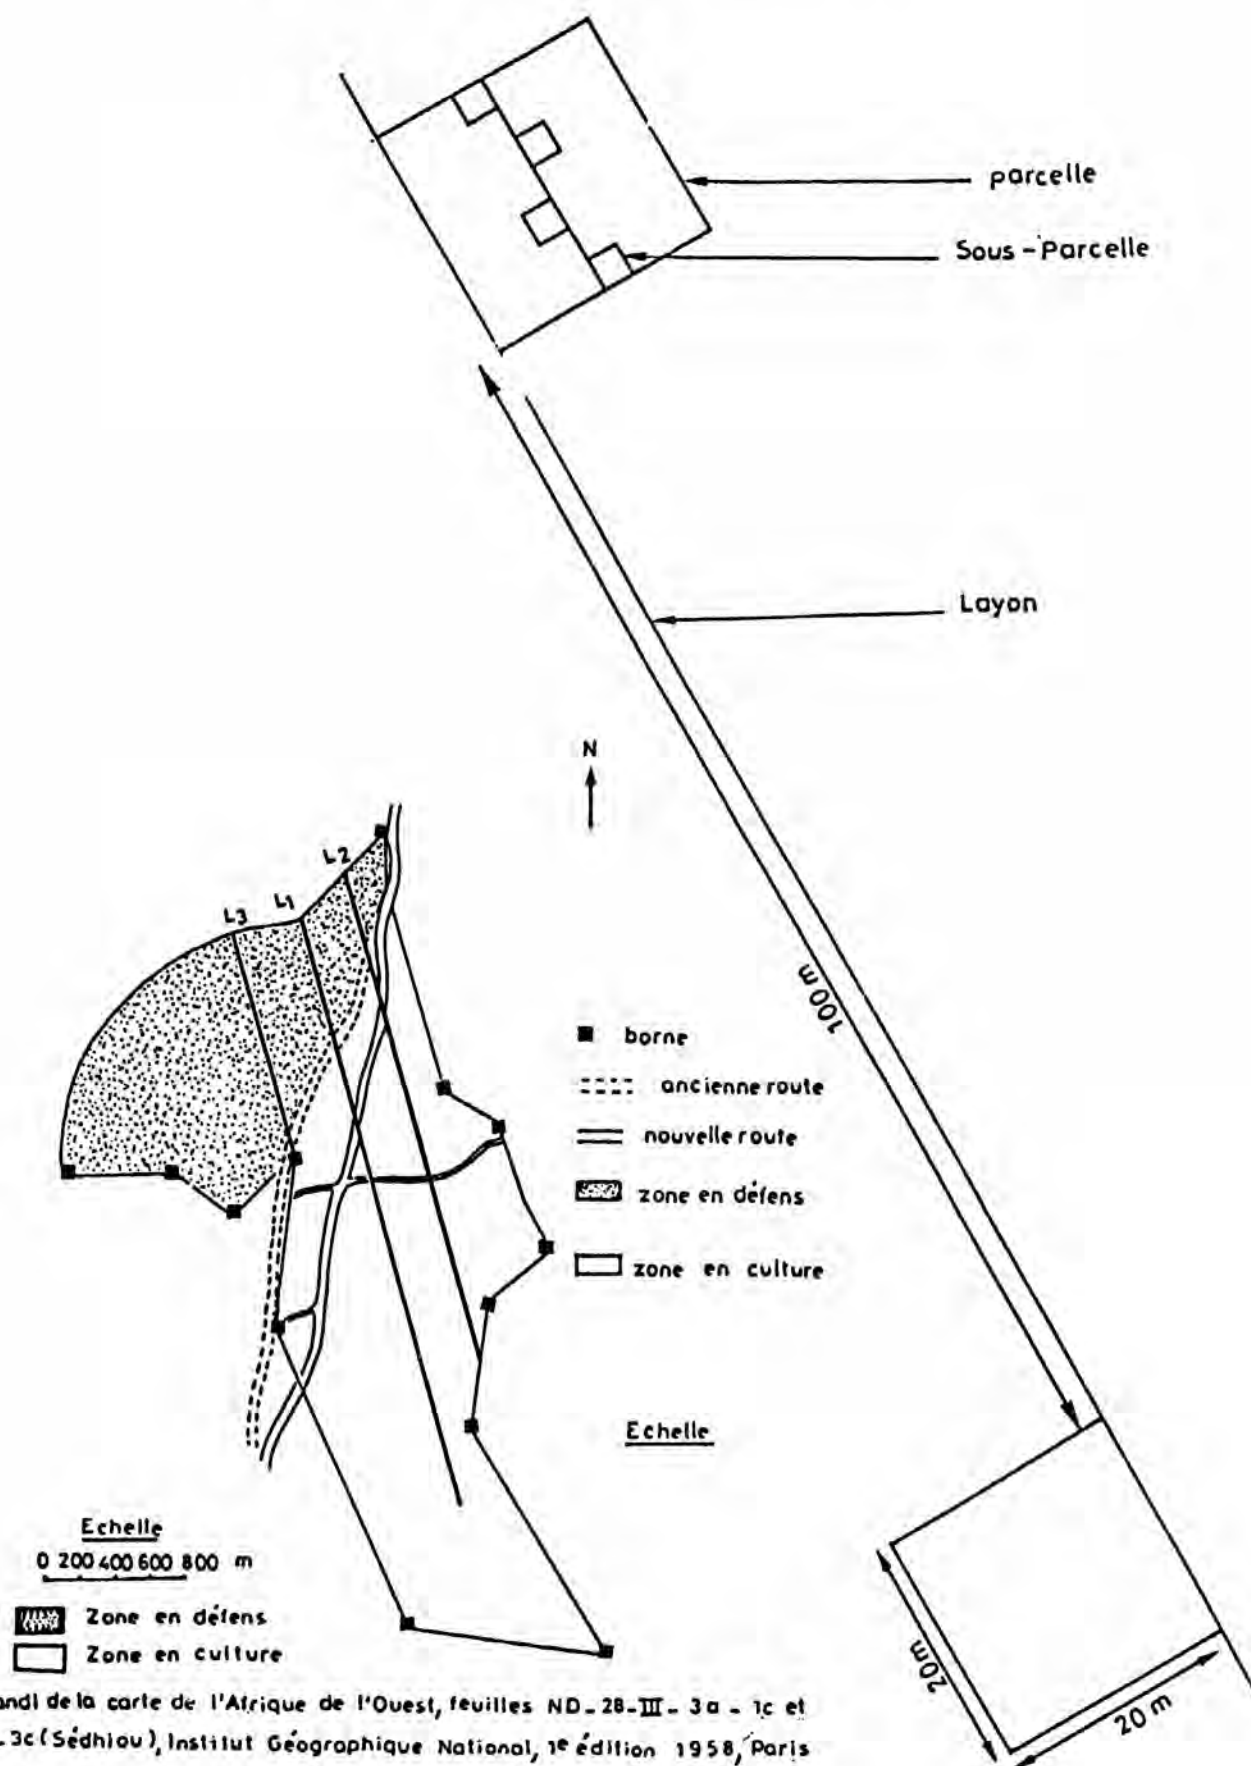 parcelle
Sous-Parcelle
Layon
N
100m
L2
L1
L3
borne
ancienne route
nouvelle route
zone en défens
zone en culture
Echelle
Echelle
0 200 400 600 800 m
Zone en défens
Zone en culture
20m
20 m
de la carte de l'Afrique de l'Ouest, feuilles ND-28-III-3a-1c et
3c (Sédhiou), Institut Géographique National, 1e édition 1958, Paris